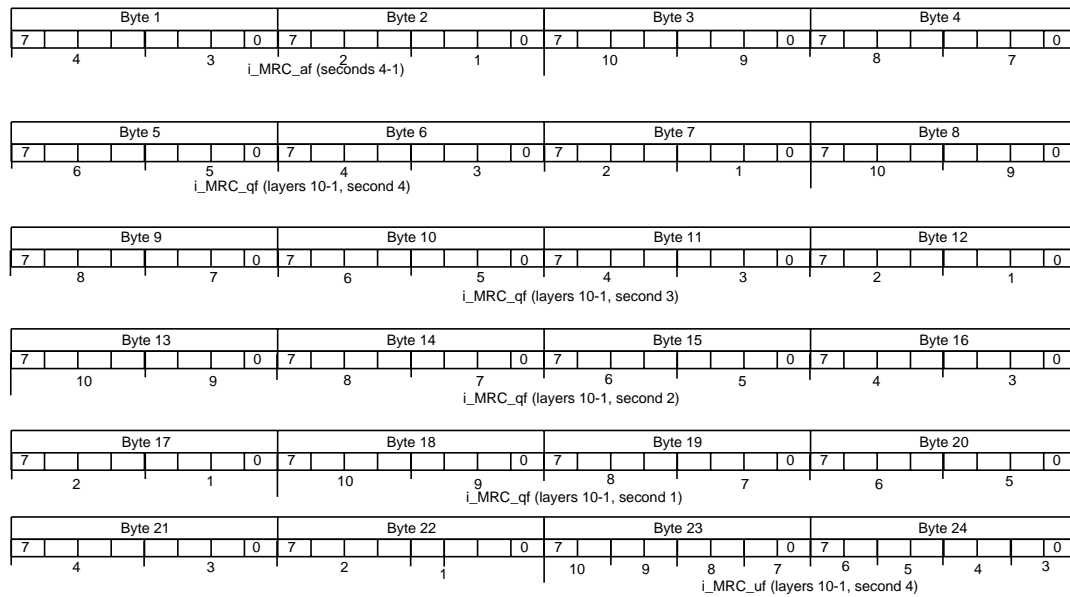 Byte 1 Byte 2 Byte 3 Byte 4
7 0 7 0 7 0 7 0
4 3 2 1 10 9 8 7
i_MRC_af (seconds 4-1)
Byte 5 Byte 6 Byte 7 Byte 8
7 0 7 0 7 0 7 0
6 5 4 3 2 1 10 9
i_MRC_qf (layers 10-1, second 4)
Byte 9 Byte 10 Byte 11 Byte 12
7 0 7 0 7 0 7 0
8 7 6 5 4 3 2 1
i_MRC_qf (layers 10-1, second 3)
Byte 13 Byte 14 Byte 15 Byte 16
7 0 7 0 7 0 7 0
10 9 8 7 6 5 4 3
i_MRC_qf (layers 10-1, second 2)
Byte 17 Byte 18 Byte 19 Byte 20
7 0 7 0 7 0 7 0
2 1 10 9 8 7 6 5
i_MRC_qf (layers 10-1, second 1)
Byte 21 Byte 22 Byte 23 Byte 24
7 0 7 0 7 0 7 0
4 3 2 1 10 9 8 7 6 5 4 3
i_MRC_uf (layers 10-1, second 4)